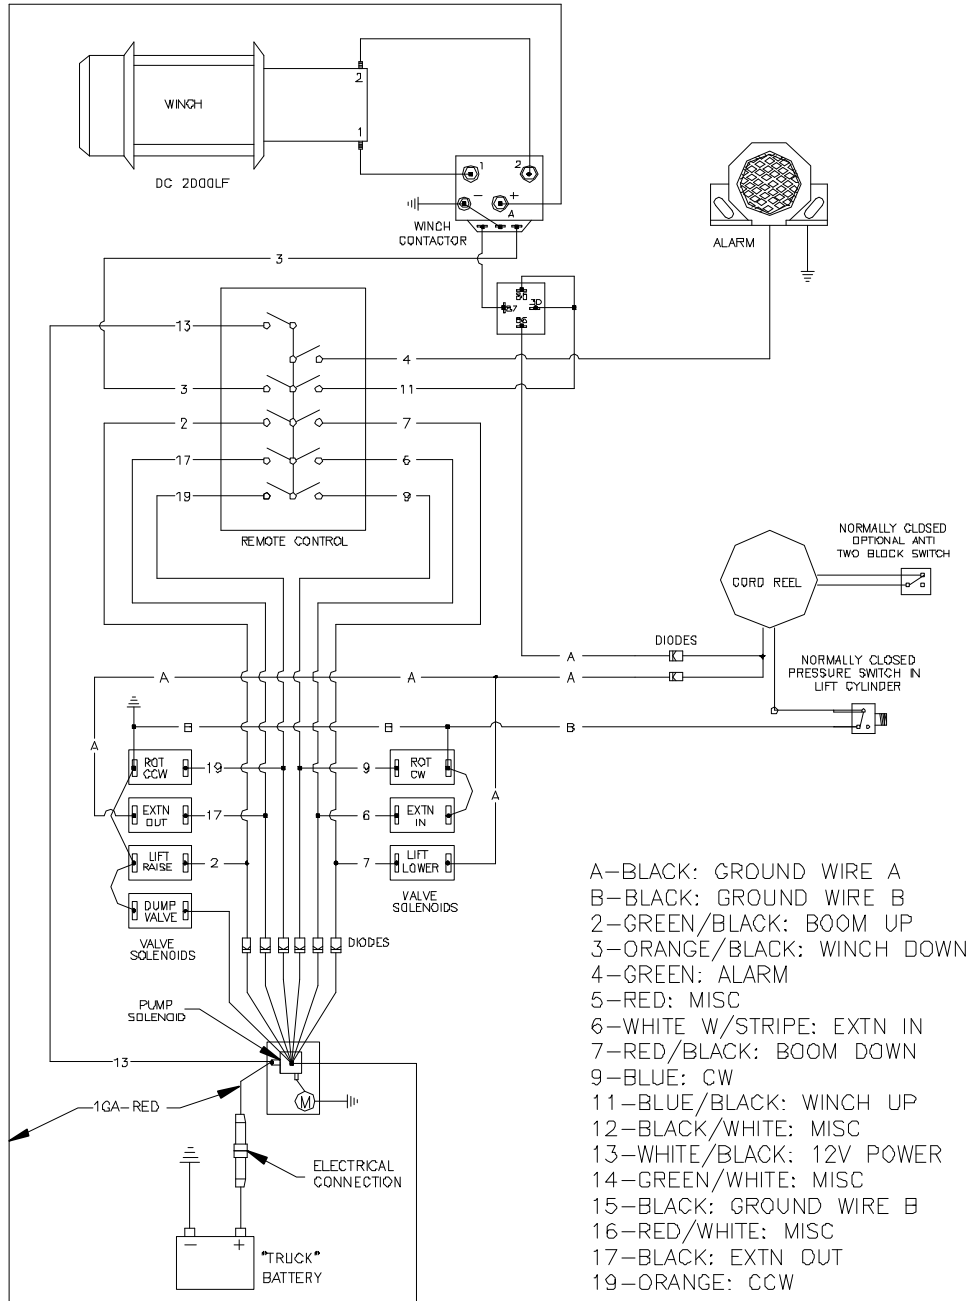 WINCH
2
1
DC 2000LF
1
2
-
+
A
WINCH
CONTACTOR
ALARM
3
30
87
13
4
3
11
2
7
17
6
19
9
REMOTE CONTROL
NORMALLY CLOSED
OPTIONAL ANTI
TWO BLOCK SWITCH
CORD REEL
DIODES
A
NORMALLY CLOSED
PRESSURE SWITCH IN
LIFT CYLINDER
A
A
A
B
B
B
A
A
ROT
CCW
19
9
ROT
CW
EXTN
OUT
17
6
EXTN
IN
LIFT
RAISE
2
7
LIFT
LOWER
DUMP
VALVE
VALVE
SOLENOIDS
VALVE
SOLENOIDS
DIODES
PUMP
SOLENOID
13
M
1GA-RED
ELECTRICAL
CONNECTION
-
+
"TRUCK"
BATTERY
A-BLACK: GROUND WIRE A
B-BLACK: GROUND WIRE B
2-GREEN/BLACK: BOOM UP
3-ORANGE/BLACK: WINCH DOWN
4-GREEN: ALARM
5-RED: MISC
6-WHITE W/STRIPE: EXTN IN
7-RED/BLACK: BOOM DOWN
9-BLUE: CW
11-BLUE/BLACK: WINCH UP
12-BLACK/WHITE: MISC
13-WHITE/BLACK: 12V POWER
14-GREEN/WHITE: MISC
15-BLACK: GROUND WIRE B
16-RED/WHITE: MISC
17-BLACK: EXTN OUT
19-ORANGE: CCW